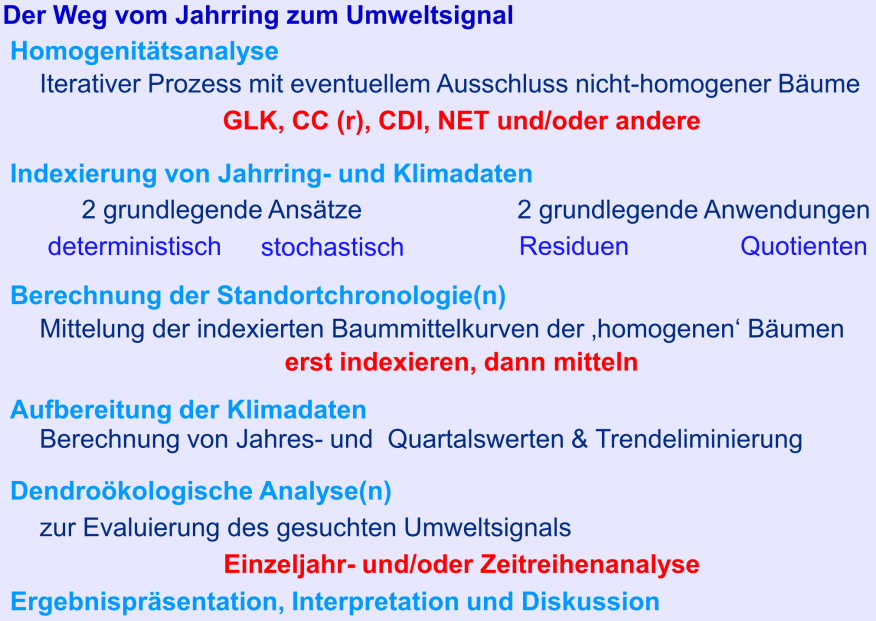 Der Weg vom Jahrring zum Umweltsignal
Homogenitätsanalyse
Iterativer Prozess mit eventuellem Ausschluss nicht-homogener Bäume
GLK, CC (r), CDI, NET und/oder andere
Indexierung von Jahrring- und Klimadaten
2 grundlegende Ansätze 2 grundlegende Anwendungen
deterministisch stochastisch Residuen Quotienten
Berechnung der Standortchronologie(n)
Mittelung der indexierten Baummittelkurven der ‚homogenen‘ Bäumen
erst indexieren, dann mitteln
Aufbereitung der Klimadaten
Berechnung von Jahres- und Quartalswerten & Trendeliminierung
Dendroökologische Analyse(n)
zur Evaluierung des gesuchten Umweltsignals
Einzeljahr- und/oder Zeitreihenanalyse
Ergebnispräsentation, Interpretation und Diskussion